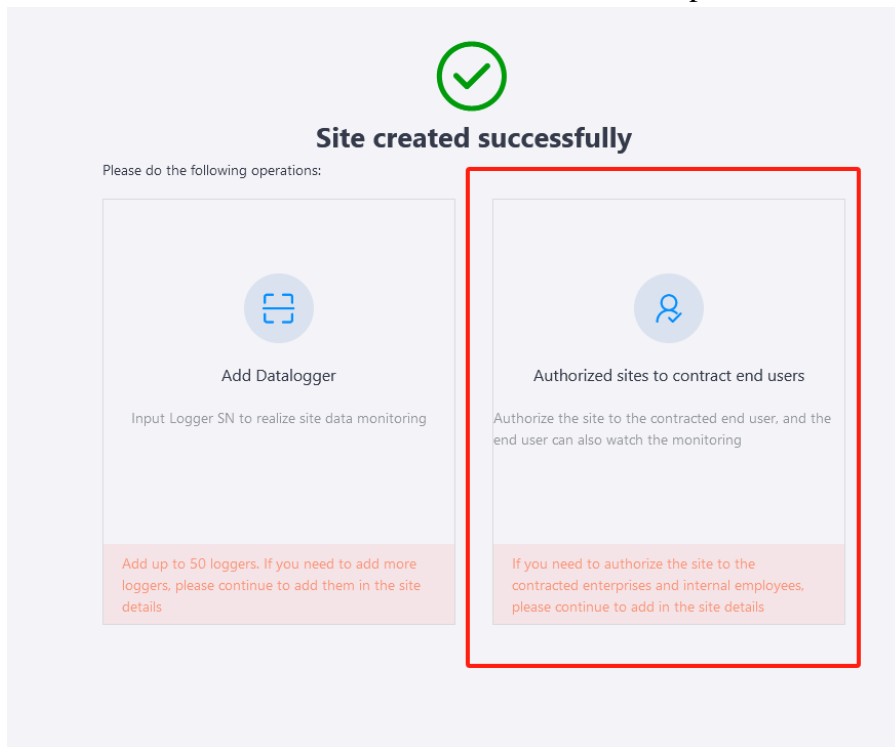 Site created successfully
Please do the following operations:
Add Datalogger
Input Logger SN to realize site data monitoring
Add up to 50 loggers. If you need to add more
loggers, please continue to add them in the site
details
Authorized sites to contract end users
Authorize the site to the contracted end user, and the
end user can also watch the monitoring
If you need to authorize the site to the
contracted enterprises and internal employees,
please continue to add in the site details